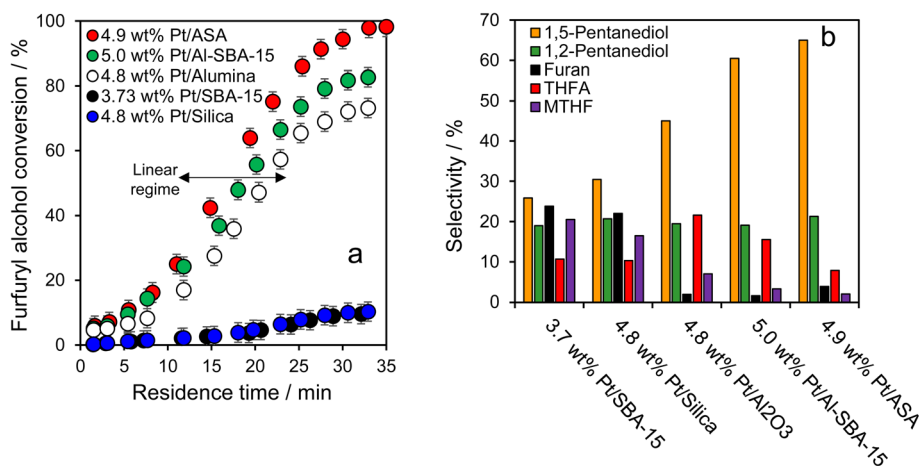 4.9 wt% Pt/ASA
5.0 wt% Pt/Al-SBA-15
4.8 wt% Pt/Alumina
3.73 wt% Pt/SBA-15
4.8 wt% Pt/Silica
Linear
regime
a
Furfuryl alcohol conversion / %
100
80
60
40
20
0
0
5
10
15
20
25
30
35
Residence time / min
b
1,5-Pentanediol
1,2-Pentanediol
Furan
THFA
MTHF
Selectivity / %
70
60
50
40
30
20
10
0
3.7 wt% Pt/SBA-15
4.8 wt% Pt/Silica
4.8 wt% Pt/Al2O3
5.0 wt% Pt/Al-SBA-15
4.9 wt% Pt/ASA